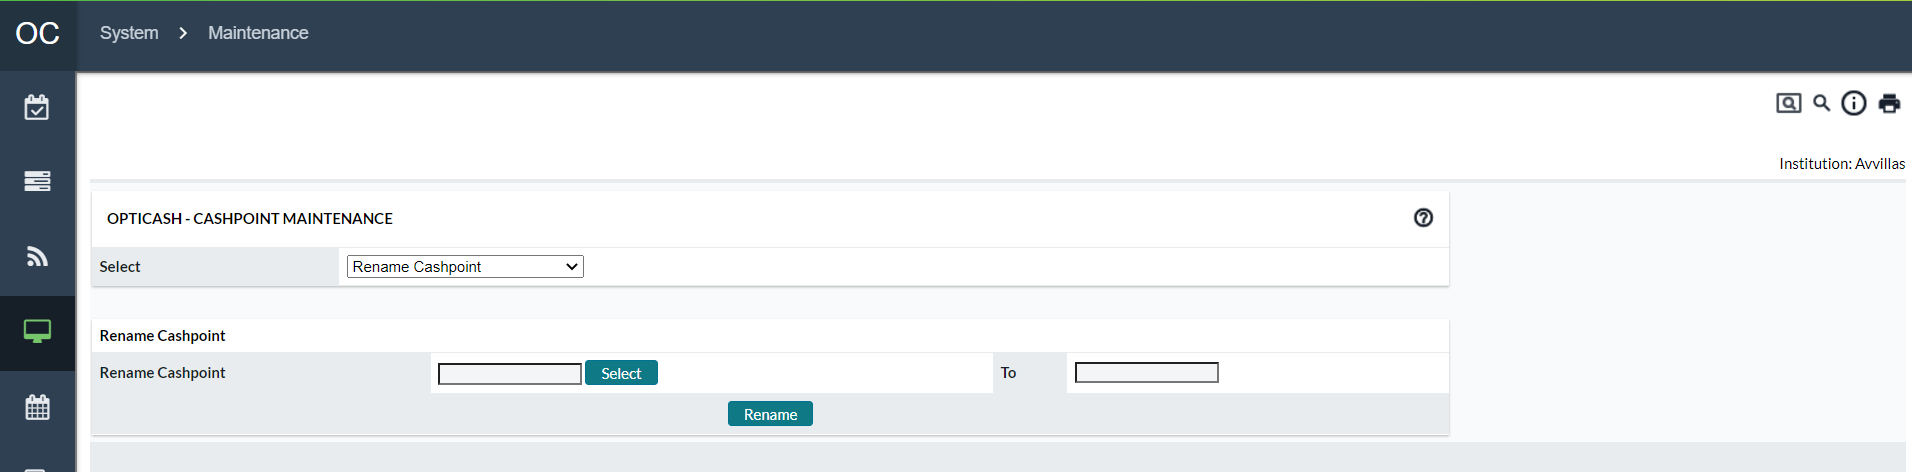 OC System Maintenance
Institution: Avvillas
OPTICASH - CASHPOINT MAINTENANCE
Select Rename Cashpoint
Rename Cashpoint
Rename Cashpoint Select To
Rename